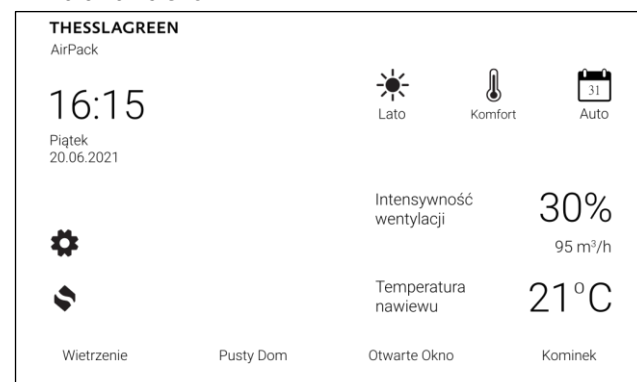 THESSLAGREEN
AirPack
16:15
Piątek
20.06.2021
Lato
Komfort
31
Auto
Intensywność
wentylacji
30%
95 m³/h
Temperatura
nawiewu
21°C
Wietrzenie
Pusty Dom
Otwarte Okno
Kominek